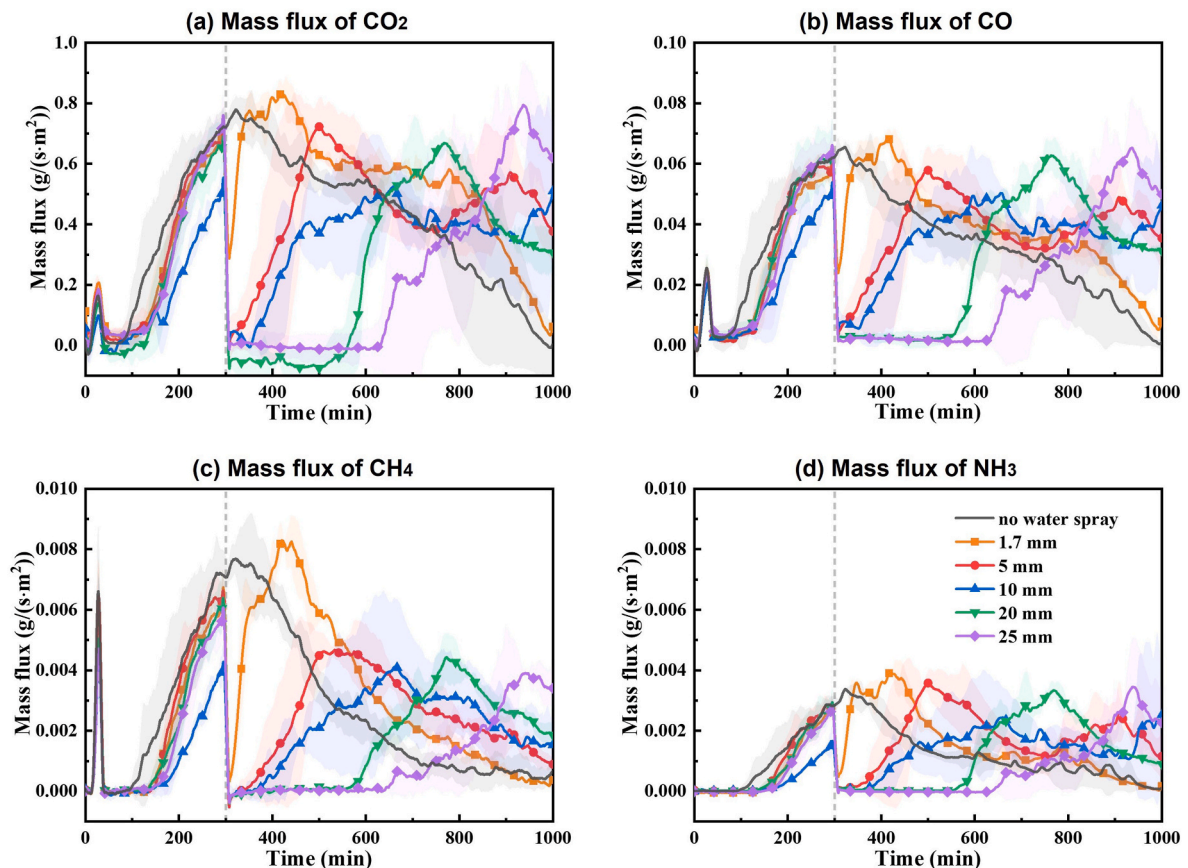 (a) Mass flux of CO₂
Mass flux (g/(s·m²))
1.0
0.8
0.6
0.4
0.2
0.0
0 200 400 600 800 1000
Time (min)
(b) Mass flux of CO
Mass flux (g/(s·m²))
0.10
0.08
0.06
0.04
0.02
0.00
0 200 400 600 800 1000
Time (min)
(c) Mass flux of CH₄
Mass flux (g/(s·m²))
0.010
0.008
0.006
0.004
0.002
0.000
0 200 400 600 800 1000
Time (min)
(d) Mass flux of NH₃
Mass flux (g/(s·m²))
0.010
0.008
0.006
0.004
0.002
0.000
no water spray
1.7 mm
5 mm
10 mm
20 mm
25 mm
0 200 400 600 800 1000
Time (min)